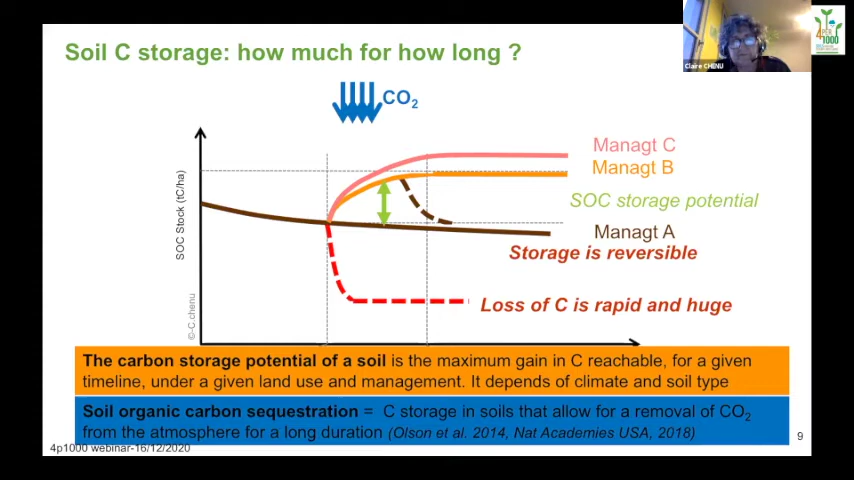 Soil C storage: how much for how long ?
Claire CHENU
4 PER
1000
CO2
Managt C
Managt B
SOC storage potential
Managt A
Storage is reversible
Loss of C is rapid and huge
SOC Stock (tC/ha)
©-C.chenu
The carbon storage potential of a soil is the maximum gain in C reachable, for a given
timeline, under a given land use and management. It depends of climate and soil type
Soil organic carbon sequestration = C storage in soils that allow for a removal of CO2
from the atmosphere for a long duration (Olson et al. 2014, Nat Academies USA, 2018)
4p1000 webinar-16/12/2020
9